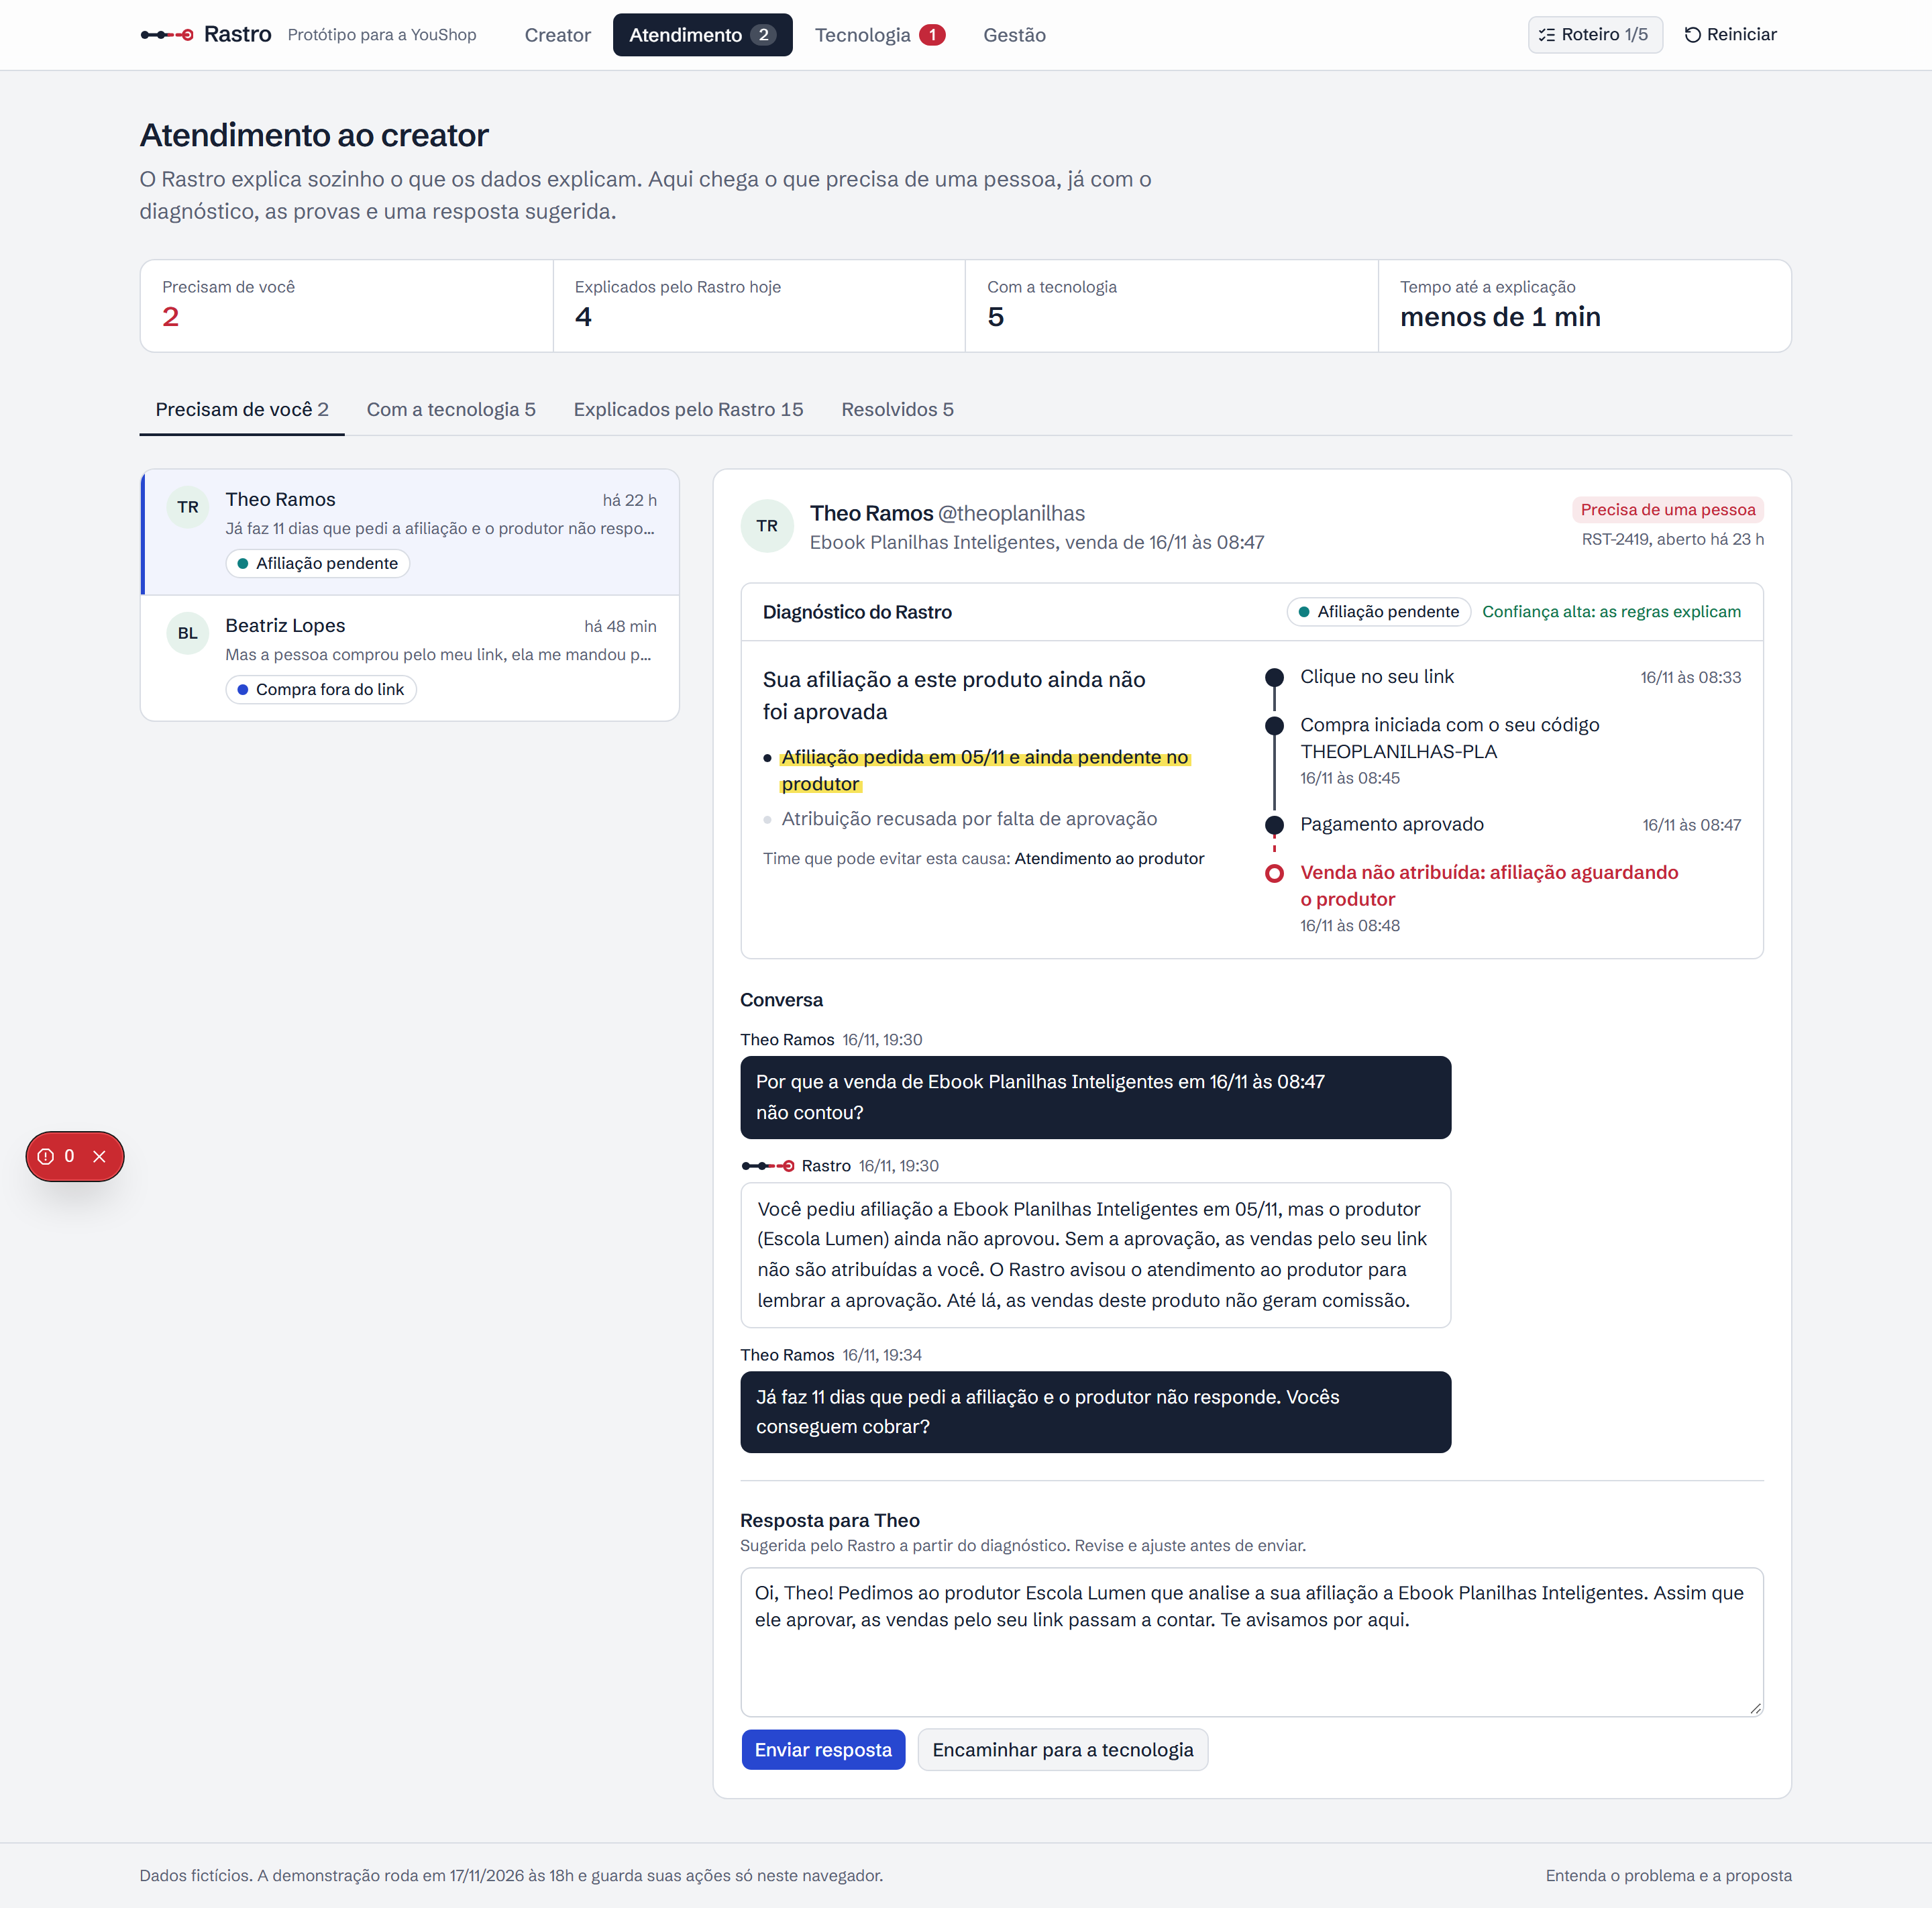 Rastro
Protótipo para a YouShop
Creator
Atendimento 2
Tecnologia 1
Gestão
Roteiro 1/5
Reiniciar
Atendimento ao creator
O Rastro explica sozinho o que os dados explicam. Aqui chega o que precisa de uma pessoa, já com o
diagnóstico, as provas e uma resposta sugerida.
Precisam de você
2
Explicados pelo Rastro hoje
4
Com a tecnologia
5
Tempo até a explicação
menos de 1 min
Precisam de você 2
Com a tecnologia 5
Explicados pelo Rastro 15
Resolvidos 5
TR
Theo Ramos
há 22 h
Já faz 11 dias que pedi a afiliação e o produtor não respo...
Afiliação pendente
BL
Beatriz Lopes
há 48 min
Mas a pessoa comprou pelo meu link, ela me mandou p...
Compra fora do link
TR
Theo Ramos @theoplanilhas
Ebook Planilhas Inteligentes, venda de 16/11 às 08:47
Precisa de uma pessoa
RST-2419, aberto há 23 h
Diagnóstico do Rastro
Afiliação pendente
Confiança alta: as regras explicam
Sua afiliação a este produto ainda não
foi aprovada
Afiliação pedida em 05/11 e ainda pendente no
produtor
Atribuição recusada por falta de aprovação
Time que pode evitar esta causa: Atendimento ao produtor
Clique no seu link
16/11 às 08:33
Compra iniciada com o seu código
THEOPLANILHAS-PLA
16/11 às 08:45
Pagamento aprovado
16/11 às 08:47
Venda não atribuída: afiliação aguardando
o produtor
16/11 às 08:48
Conversa
Theo Ramos 16/11, 19:30
Por que a venda de Ebook Planilhas Inteligentes em 16/11 às 08:47
não contou?
Rastro 16/11, 19:30
Você pediu afiliação a Ebook Planilhas Inteligentes em 05/11, mas o produtor
(Escola Lumen) ainda não aprovou. Sem a aprovação, as vendas pelo seu link
não são atribuídas a você. O Rastro avisou o atendimento ao produtor para
lembrar a aprovação. Até lá, as vendas deste produto não geram comissão.
Theo Ramos 16/11, 19:34
Já faz 11 dias que pedi a afiliação e o produtor não responde. Vocês
conseguem cobrar?
0
Resposta para Theo
Sugerida pelo Rastro a partir do diagnóstico. Revise e ajuste antes de enviar.
Oi, Theo! Pedimos ao produtor Escola Lumen que analise a sua afiliação a Ebook Planilhas Inteligentes. Assim que
ele aprovar, as vendas pelo seu link passam a contar. Te avisamos por aqui.
Enviar resposta
Encaminhar para a tecnologia
Dados fictícios. A demonstração roda em 17/11/2026 às 18h e guarda suas ações só neste navegador.
Entenda o problema e a proposta